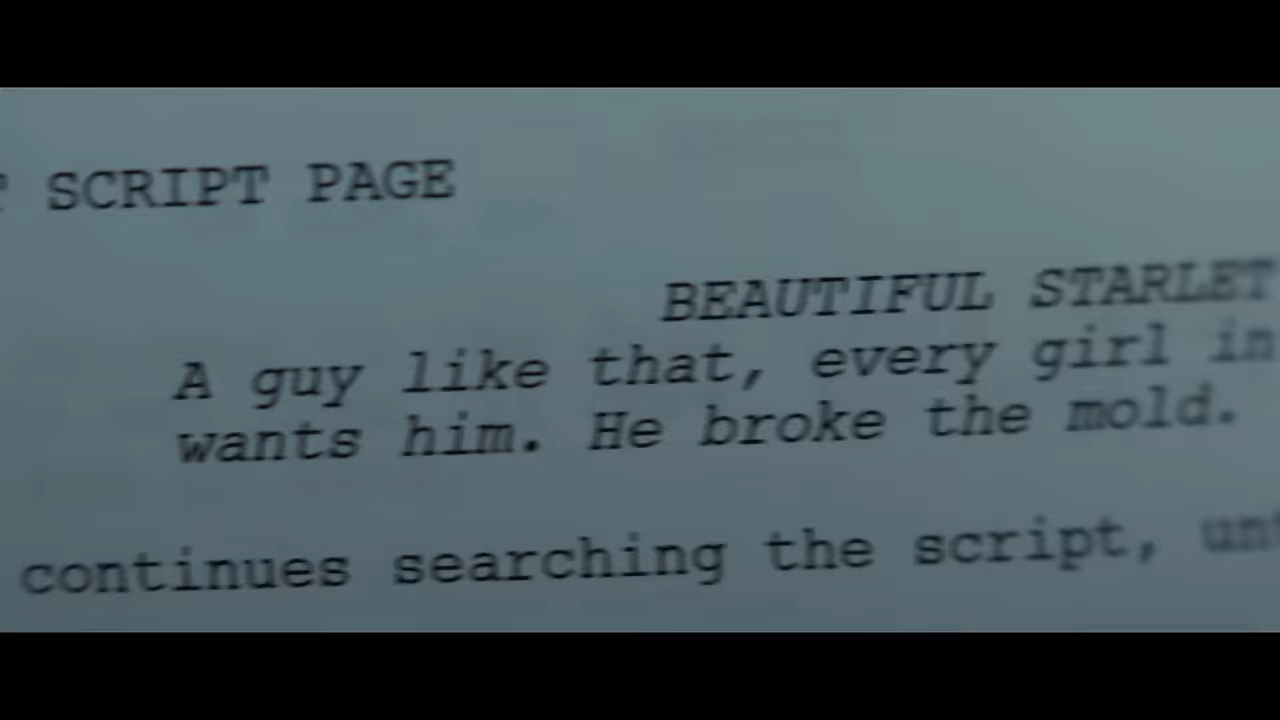 SCRIPT PAGE
BEAUTIFUL STARLET
A guy like that, every girl in
wants him. He broke the mold.
continues searching the script,